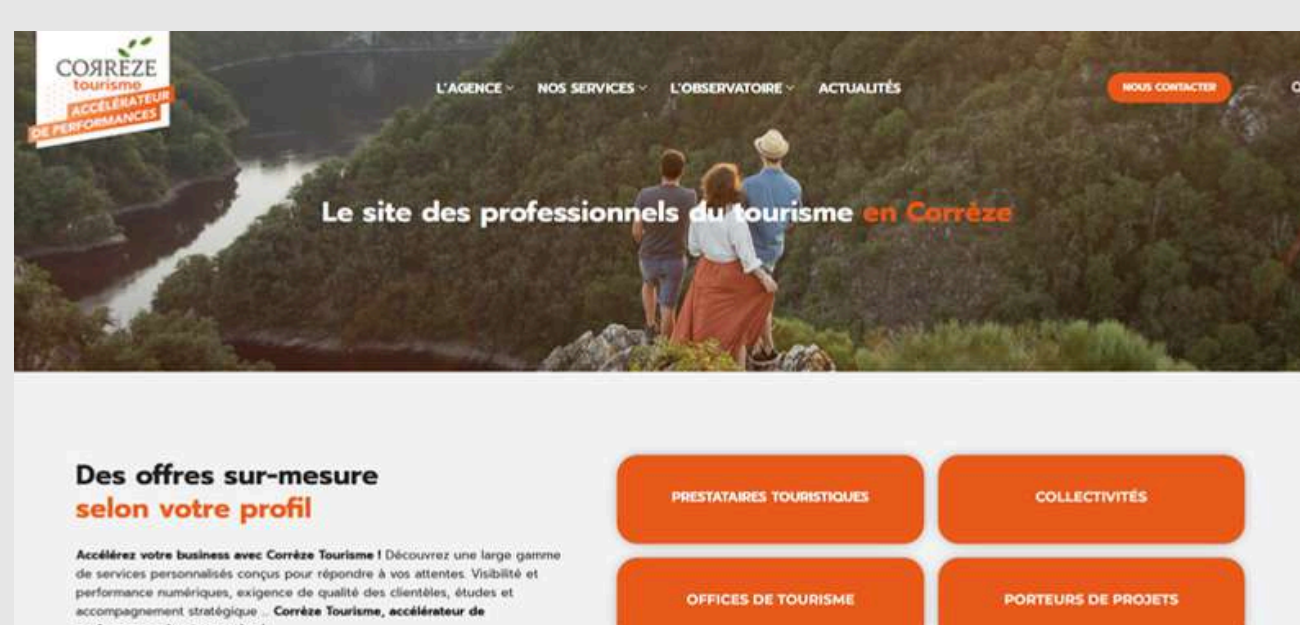 CORRÈZE
tourisme
ACCÉLÉRATEUR
DE PERFORMANCES
L'AGENCE
NOS SERVICES
L'OBSERVATOIRE
ACTUALITÉS
NOUS CONTACTER
Le site des professionnels du tourisme en Corrèze
Des offres sur-mesure
selon votre profil
Accélérez votre business avec Corrèze Tourisme ! Découvrez une large gamme
de services personnalisés conçus pour répondre à vos attentes. Visibilité et
performance numériques, exigence de qualité des clientèles, études et
accompagnement stratégique ... Corrèze Tourisme, accélérateur de
PRESTATAIRES TOURISTIQUES
COLLECTIVITÉS
OFFICES DE TOURISME
PORTEURS DE PROJETS